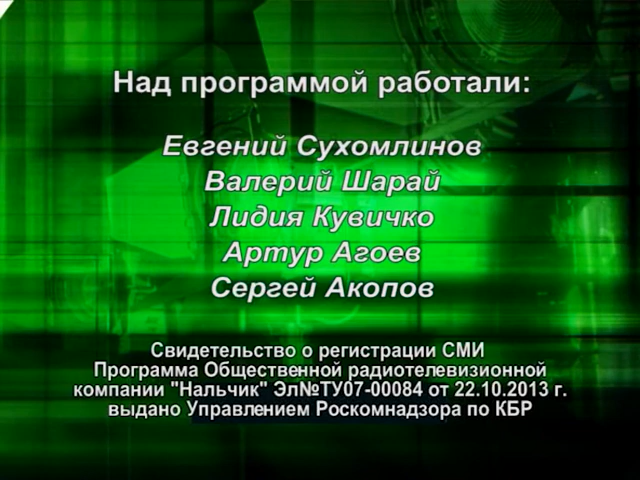 Над программой работали:
Евгений Сухомлинов
Валерий Шарай
Лидия Кувичко
Артур Агоев
Сергей Акопов
Свидетельство о регистрации СМИ
Программа Общественной радиотелевизионной
компании "Нальчик" Эл№ТУ07-00084 от 22.10.2013 г.
выдано Управлением Роскомнадзора по КБР